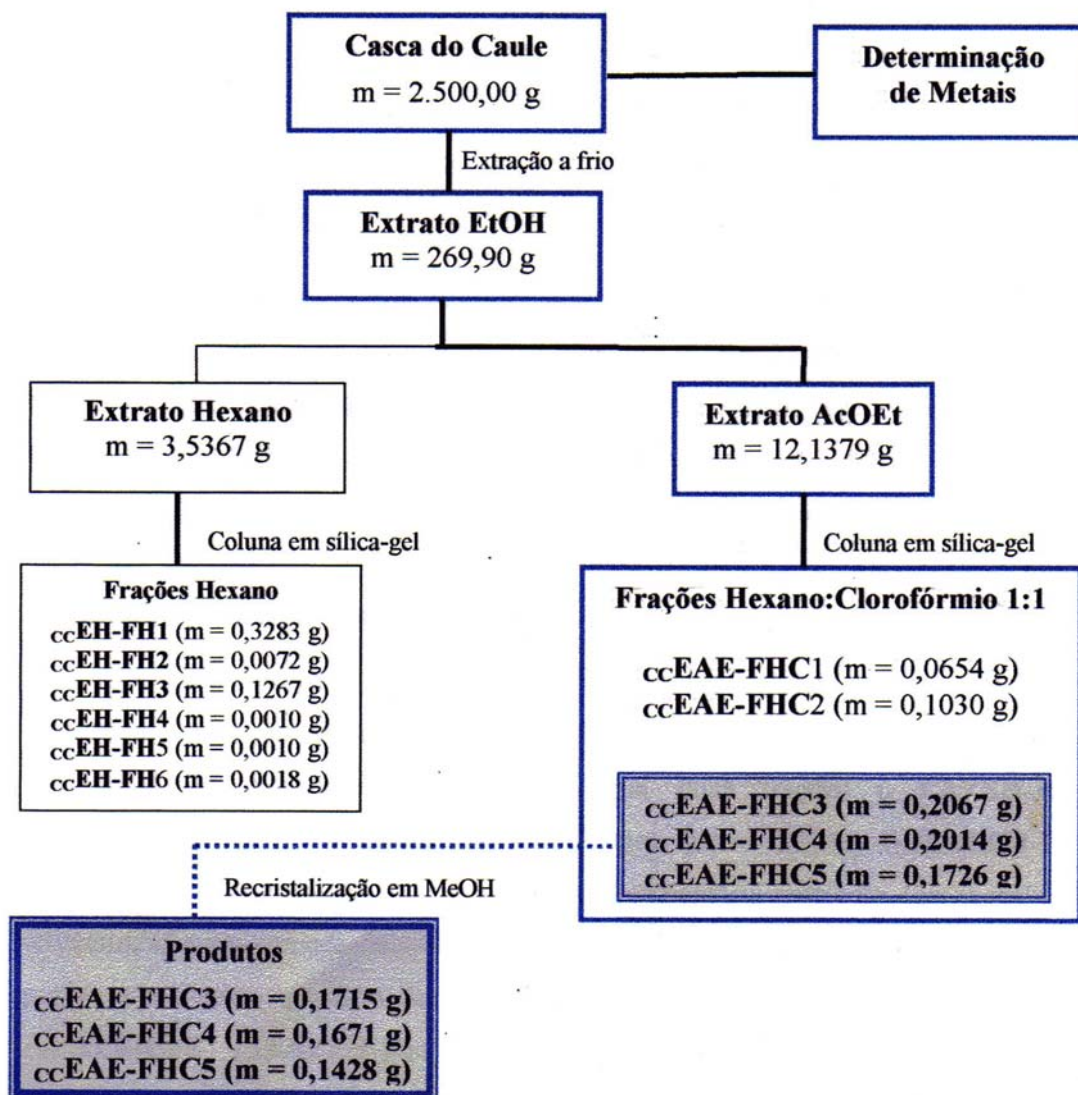 Casca do Caule
m = 2.500,00 g
Determinação
de Metais
Extração a frio
Extrato EtOH
m = 269,90 g
Extrato Hexano
m = 3,5367 g
Extrato AcOEt
m = 12,1379 g
Coluna em sílica-gel
Coluna em sílica-gel
Frações Hexano
CCEH-FH1 (m = 0,3283 g)
CCEH-FH2 (m = 0,0072 g)
CCEH-FH3 (m = 0,1267 g)
CCEH-FH4 (m = 0,0010 g)
CCEH-FH5 (m = 0,0010 g)
CCEH-FH6 (m = 0,0018 g)
Frações Hexano:Clorofórmio 1:1
CCEAE-FHC1 (m = 0,0654 g)
CCEAE-FHC2 (m = 0,1030 g)
CCEAE-FHC3 (m = 0,2067 g)
CCEAE-FHC4 (m = 0,2014 g)
CCEAE-FHC5 (m = 0,1726 g)
Recristalização em MeOH
Produtos
CCEAE-FHC3 (m = 0,1715 g)
CCEAE-FHC4 (m = 0,1671 g)
CCEAE-FHC5 (m = 0,1428 g)